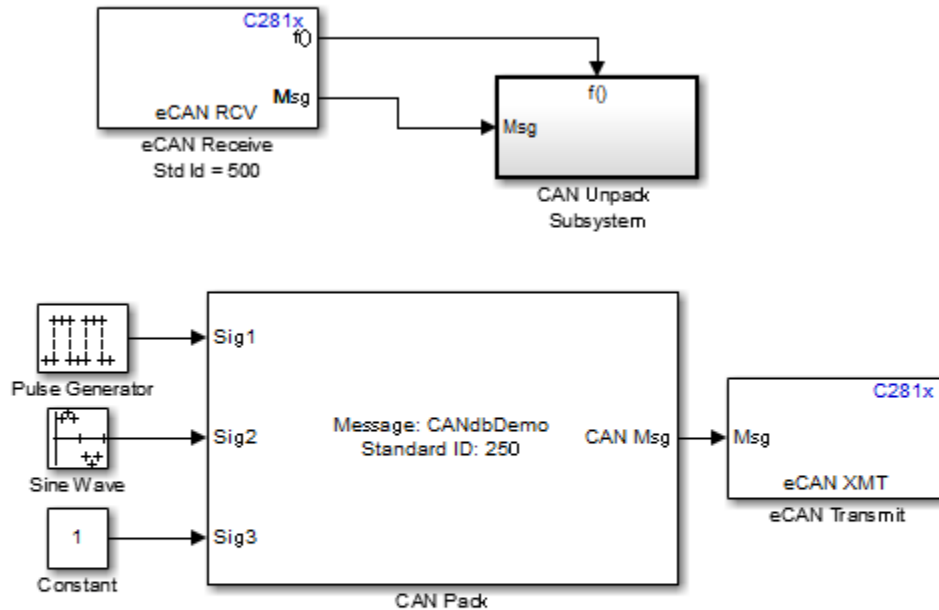 C281x
f()
Msg
eCAN RCV
eCAN Receive
Std Id = 500
f()
Msg
CAN Unpack
Subsystem
Pulse Generator
Sine Wave
1
Constant
Sig1
Sig2
Sig3
Message: CANdbDemo
Standard ID: 250
CAN Msg
CAN Pack
C281x
Msg
eCAN XMT
eCAN Transmit